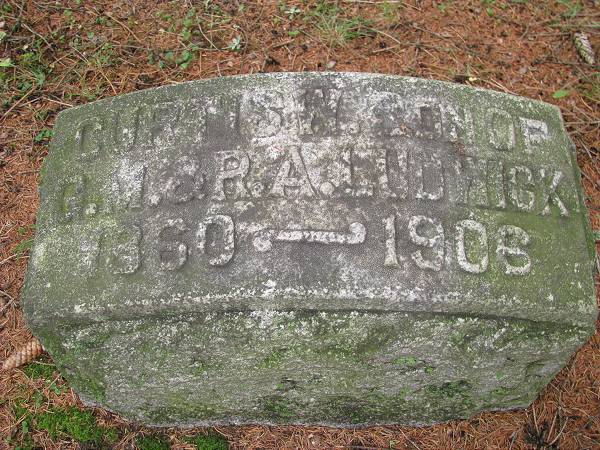 CURTIS W. SON OF
G.M. & R.A. LUDWICK
1860 — 1906